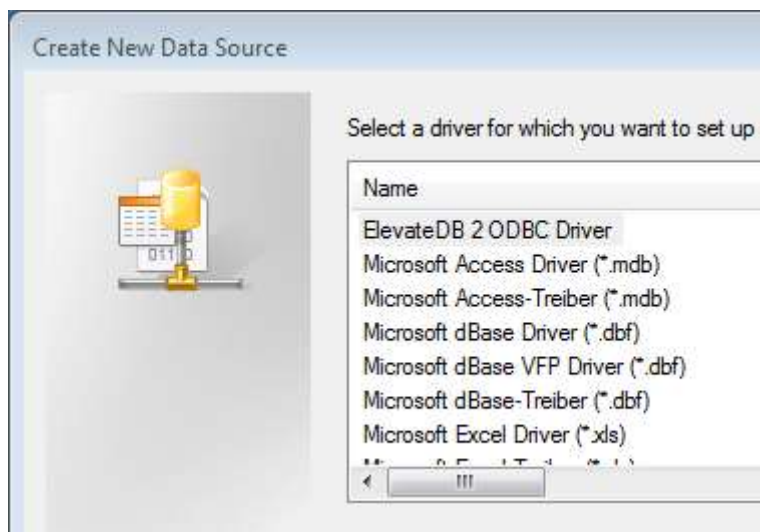 Create New Data Source
Select a driver for which you want to set up
Name
ElevateDB 2 ODBC Driver
Microsoft Access Driver (*.mdb)
Microsoft Access-Treiber (*.mdb)
Microsoft dBase Driver (*.dbf)
Microsoft dBase VFP Driver (*.dbf)
Microsoft dBase-Treiber (*.dbf)
Microsoft Excel Driver (*.xls)